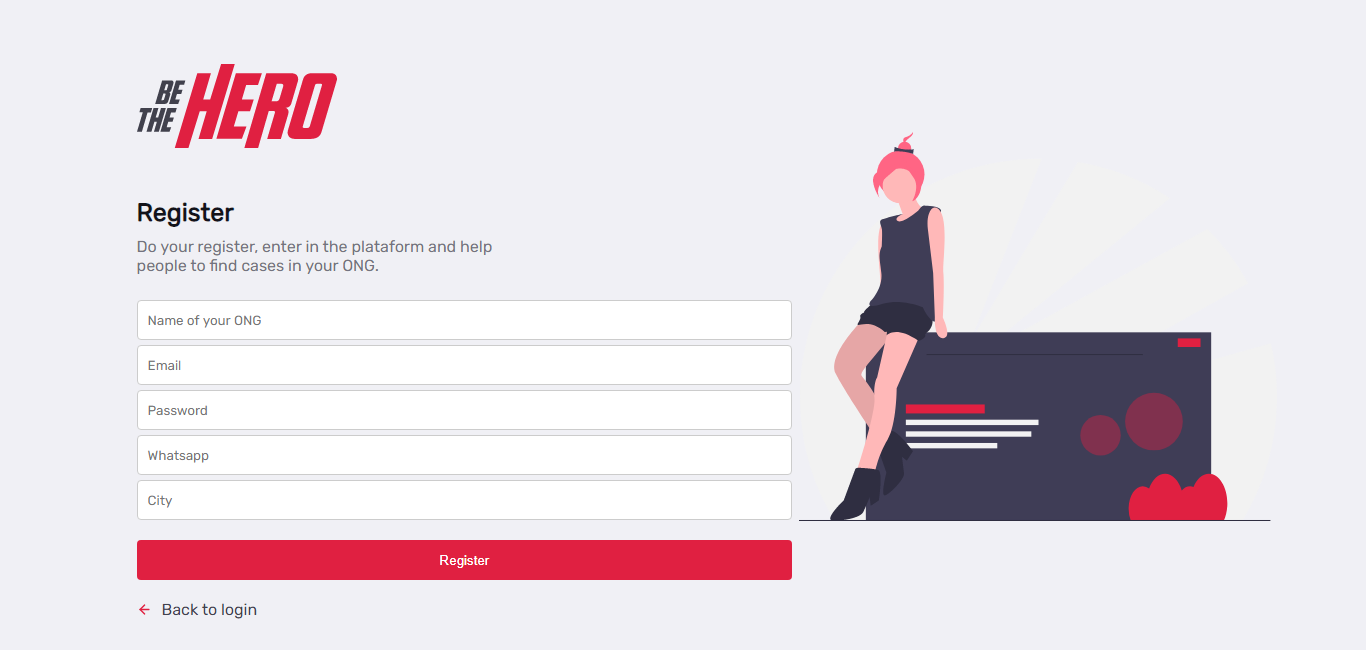 BE
THE
HERO
Register
Do your register, enter in the plataform and help
people to find cases in your ONG.
Name of your ONG
Email
Password
Whatsapp
City
Register
Back to login